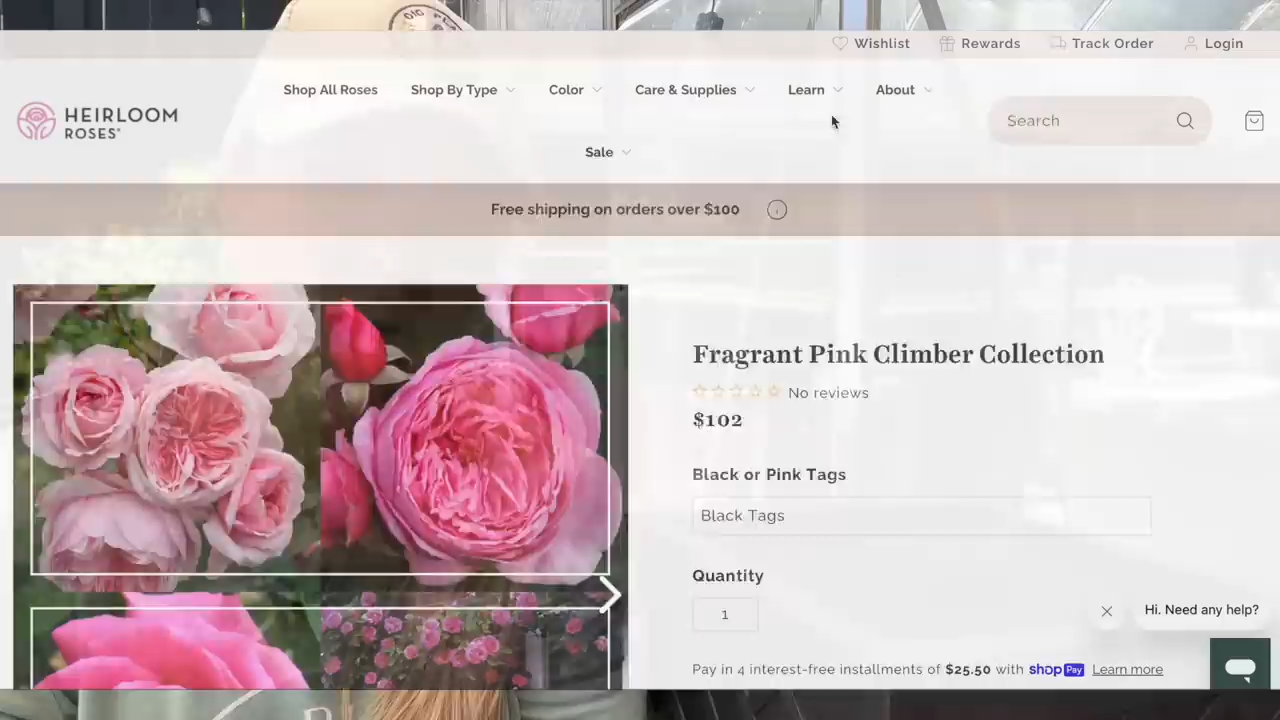 Wishlist Rewards Track Order Login
Shop All Roses Shop By Type Color Care & Supplies Learn About
HEIRLOOM
ROSES
Search
Sale
Free shipping on orders over $100
Fragrant Pink Climber Collection
No reviews
$102
Black or Pink Tags
Black Tags
Quantity
1
Hi. Need any help?
Pay in 4 interest-free installments of $25.50 with shop Pay Learn more